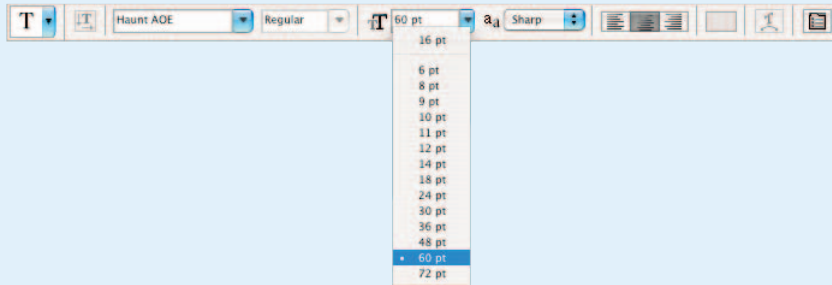 T T Haunt AOE Regular TT 60 pt aa Sharp T
16 pt
6 pt
8 pt
9 pt
10 pt
11 pt
12 pt
14 pt
18 pt
24 pt
30 pt
36 pt
48 pt
60 pt
72 pt